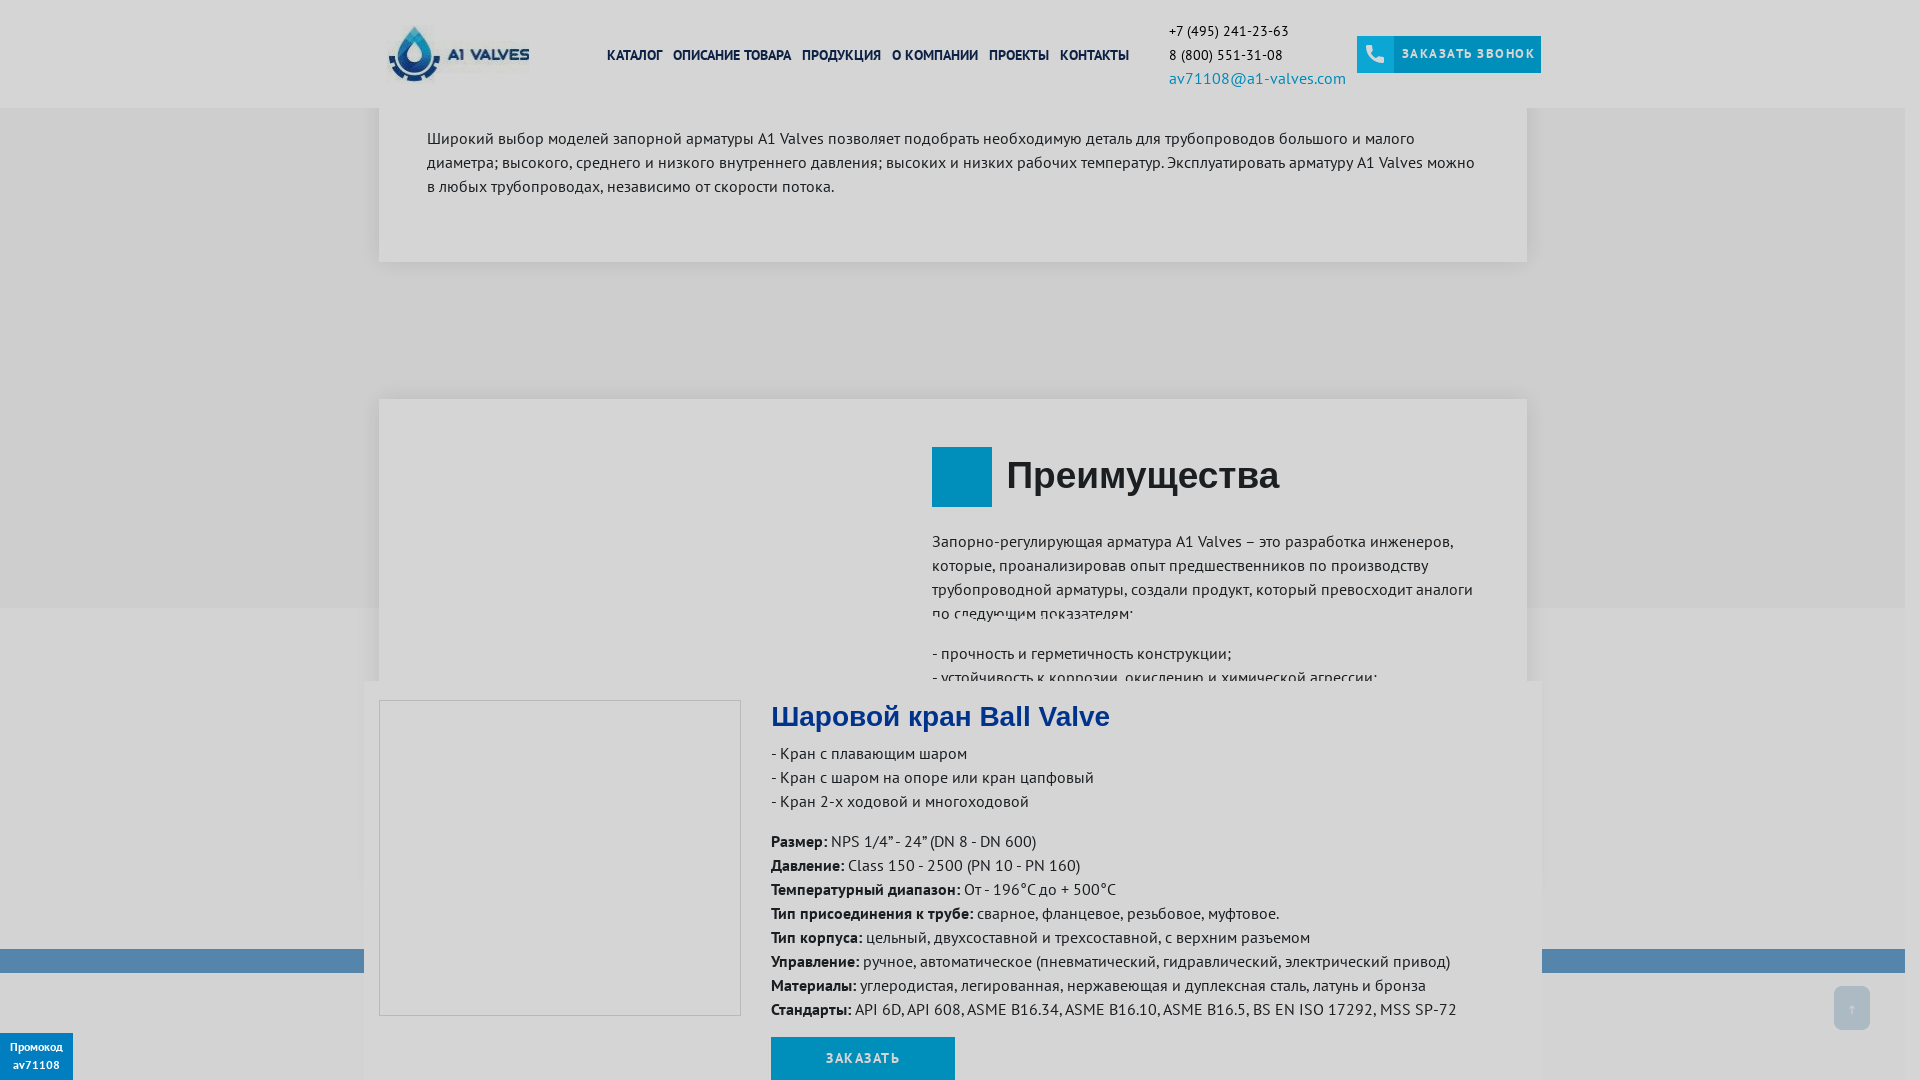 A1 VALVES
КАТАЛОГ ОПИСАНИЕ ТОВАРА ПРОДУКЦИЯ О КОМПАНИИ ПРОЕКТЫ КОНТАКТЫ
+7 (495) 241-23-63
8 (800) 551-31-08
av71108@a1-valves.com
ЗАКАЗАТЬ ЗВОНОК
Широкий выбор моделей запорной арматуры A1 Valves позволяет подобрать необходимую деталь для трубопроводов большого и малого
диаметра; высокого, среднего и низкого внутреннего давления; высоких и низких рабочих температур. Эксплуатировать арматуру A1 Valves можно
в любых трубопроводах, независимо от скорости потока.
Преимущества
Запорно-регулирующая арматура A1 Valves – это разработка инженеров,
которые, проанализировав опыт предшественников по производству
трубопроводной арматуры, создали продукт, который превосходит аналоги
по следующим показателям:
- прочность и герметичность конструкции;
- устойчивость к коррозии, окислению и химической агрессии;
Шаровой кран Ball Valve
- Кран с плавающим шаром
- Кран с шаром на опоре или кран цапфовый
- Кран 2-х ходовой и многоходовой
Размер: NPS 1/4” - 24” (DN 8 - DN 600)
Давление: Class 150 - 2500 (PN 10 - PN 160)
Температурный диапазон: От - 196°C до + 500°C
Тип присоединения к трубе: сварное, фланцевое, резьбовое, муфтовое.
Тип корпуса: цельный, двухсоставной и трехсоставной, с верхним разъемом
Управление: ручное, автоматическое (пневматический, гидравлический, электрический привод)
Материалы: углеродистая, легированная, нержавеющая и дуплексная сталь, латунь и бронза
Стандарты: API 6D, API 608, ASME B16.34, ASME B16.10, ASME B16.5, BS EN ISO 17292, MSS SP-72
ЗАКАЗАТЬ
Промокод
av71108